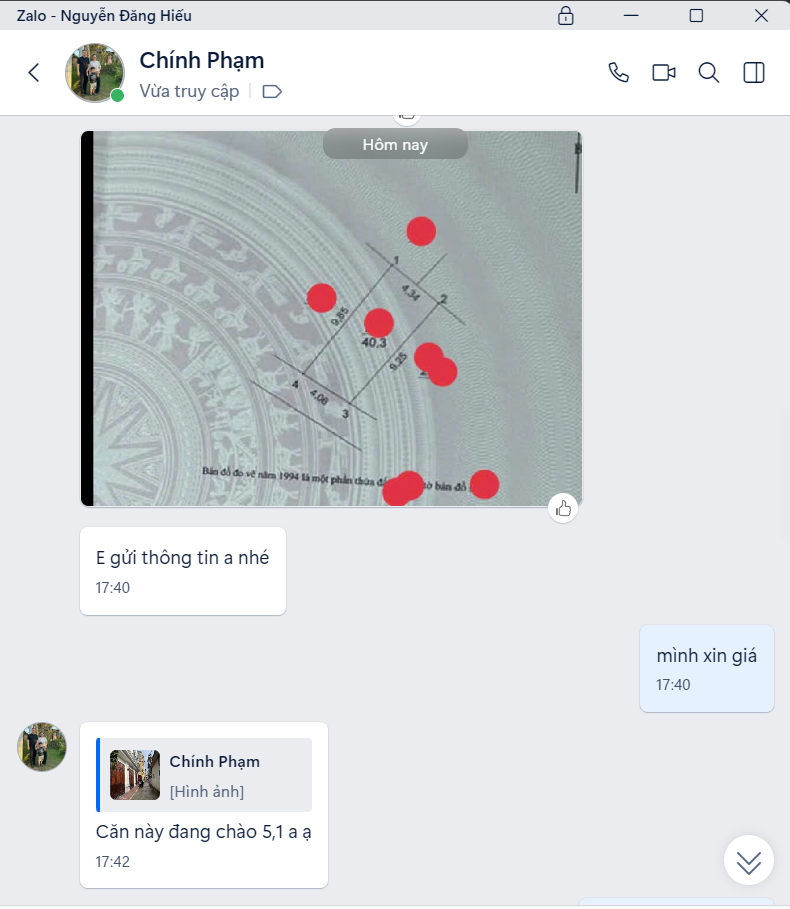 Zalo - Nguyễn Đăng Hiếu
Chính Phạm
Vừa truy cập
Hôm nay
1
4,34
2
9,85
40,3
9,25
4
4,06
3
Bản đồ đo vẽ năm 1994 là một phần thửa
tờ bản đồ
E gửi thông tin a nhé
17:40
mình xin giá
17:40
Chính Phạm
[Hình ảnh]
Căn này đang chào 5,1 a ạ
17:42